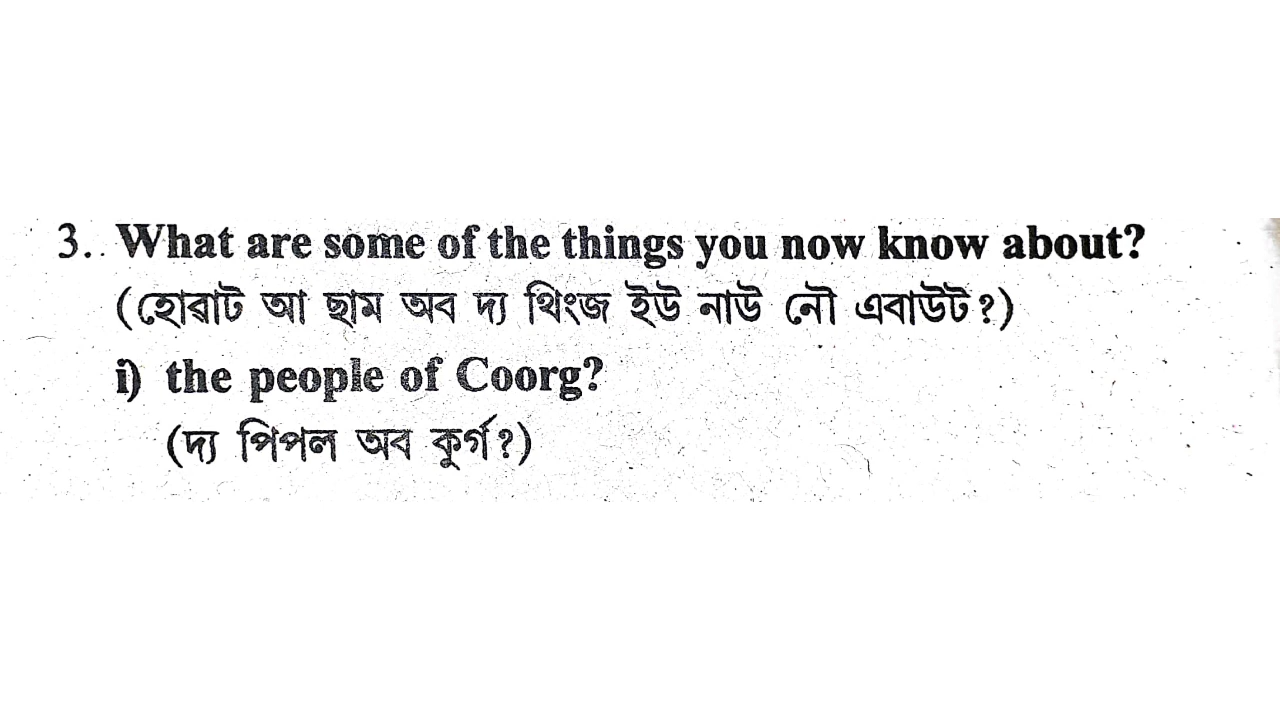 3. What are some of the things you now know about?
(হোৱাট আ ছাম অব দ্য থিংজ ইউ নাউ নৌ এবাউট?)
i) the people of Coorg?
(দ্য পিপল অব কুৰ্গ?)